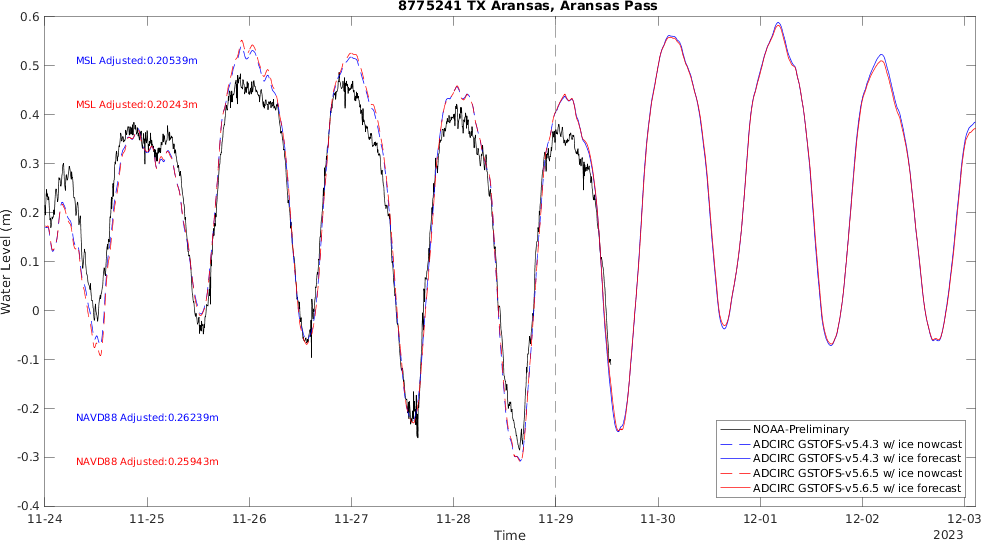 8775241 TX Aransas, Aransas Pass
0.6
0.5
0.4
0.3
0.2
0.1
0
-0.1
-0.2
-0.3
-0.4
Water Level (m)
MSL Adjusted:0.20539m
MSL Adjusted:0.20243m
NAVD88 Adjusted:0.26239m
NAVD88 Adjusted:0.25943m
NOAA-Preliminary
ADCIRC GSTOFS-v5.4.3 w/ ice nowcast
ADCIRC GSTOFS-v5.4.3 w/ ice forecast
ADCIRC GSTOFS-v5.6.5 w/ ice nowcast
ADCIRC GSTOFS-v5.6.5 w/ ice forecast
11-24 11-25 11-26 11-27 11-28 11-29 11-30 12-01 12-02 12-03
Time
2023